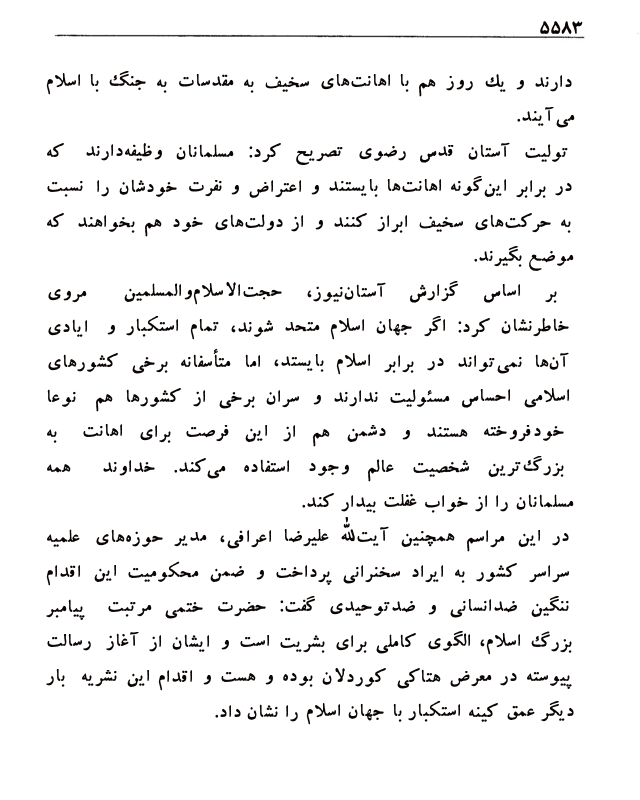 ۵۵۸۳
دارند و یك روز هم با اهانت‌های سخیف به مقدسات به جنگ با اسلام
می‌آیند.
تولیت آستان قدس رضوی تصریح کرد: مسلمانان وظیفه‌دارند که
در برابر این‌گونه اهانت‌ها بایستند و اعتراض و نفرت خودشان را نسبت
به حرکت‌های سخیف ابراز کنند و از دولت‌های خود هم بخواهند که
موضع بگیرند.
بر اساس گزارش آستان‌نیوز، حجت‌الاسلام‌والمسلمین مروی
خاطرنشان کرد: اگر جهان اسلام متحد شوند، تمام استکبار و ایادی
آن‌ها نمی‌تواند در برابر اسلام بایستد، اما متأسفانه برخی کشورهای
اسلامی احساس مسئولیت ندارند و سران برخی از کشورها هم نوعا
خودفروخته هستند و دشمن هم از این فرصت برای اهانت به
بزرگ‌ترین شخصیت عالم وجود استفاده می‌کند. خداوند همه
مسلمانان را از خواب غفلت بیدار کند.
در این مراسم همچنین آیت‌الله علیرضا اعرافی، مدیر حوزه‌های علمیه
سراسر کشور به ایراد سخنرانی پرداخت و ضمن محکومیت این اقدام
ننگین ضدانسانی و ضدتوحیدی گفت: حضرت ختمی مرتبت پیامبر
بزرگ اسلام، الگوی کاملی برای بشریت است و ایشان از آغاز رسالت
پیوسته در معرض هتاکی کوردلان بوده و هست و اقدام این نشریه بار
دیگر عمق کینه استکبار با جهان اسلام را نشان داد.